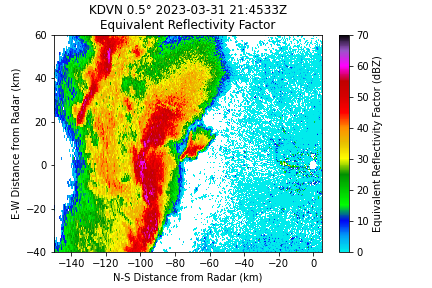 KDVN 0.5° 2023-03-31 21:4533Z
Equivalent Reflectivity Factor
60
40
20
0
−20
−40
E-W Distance from Radar (km)
−140 −120 −100 −80 −60 −40 −20 0
N-S Distance from Radar (km)
70
60
50
40
30
20
10
0
Equivalent Reflectivity Factor (dBZ)